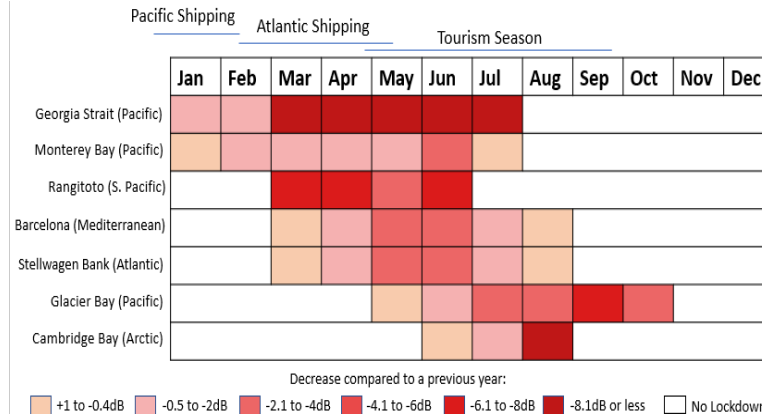 Pacific Shipping
Atlantic Shipping
Tourism Season
Jan Feb Mar Apr May Jun Jul Aug Sep Oct Nov Dec
Georgia Strait (Pacific)
Monterey Bay (Pacific)
Rangitoto (S. Pacific)
Barcelona (Mediterranean)
Stellwagen Bank (Atlantic)
Glacier Bay (Pacific)
Cambridge Bay (Arctic)
Decrease compared to a previous year:
+1 to -0.4dB -0.5 to -2dB -2.1 to -4dB -4.1 to -6dB -6.1 to -8dB -8.1dB or less No Lockdown